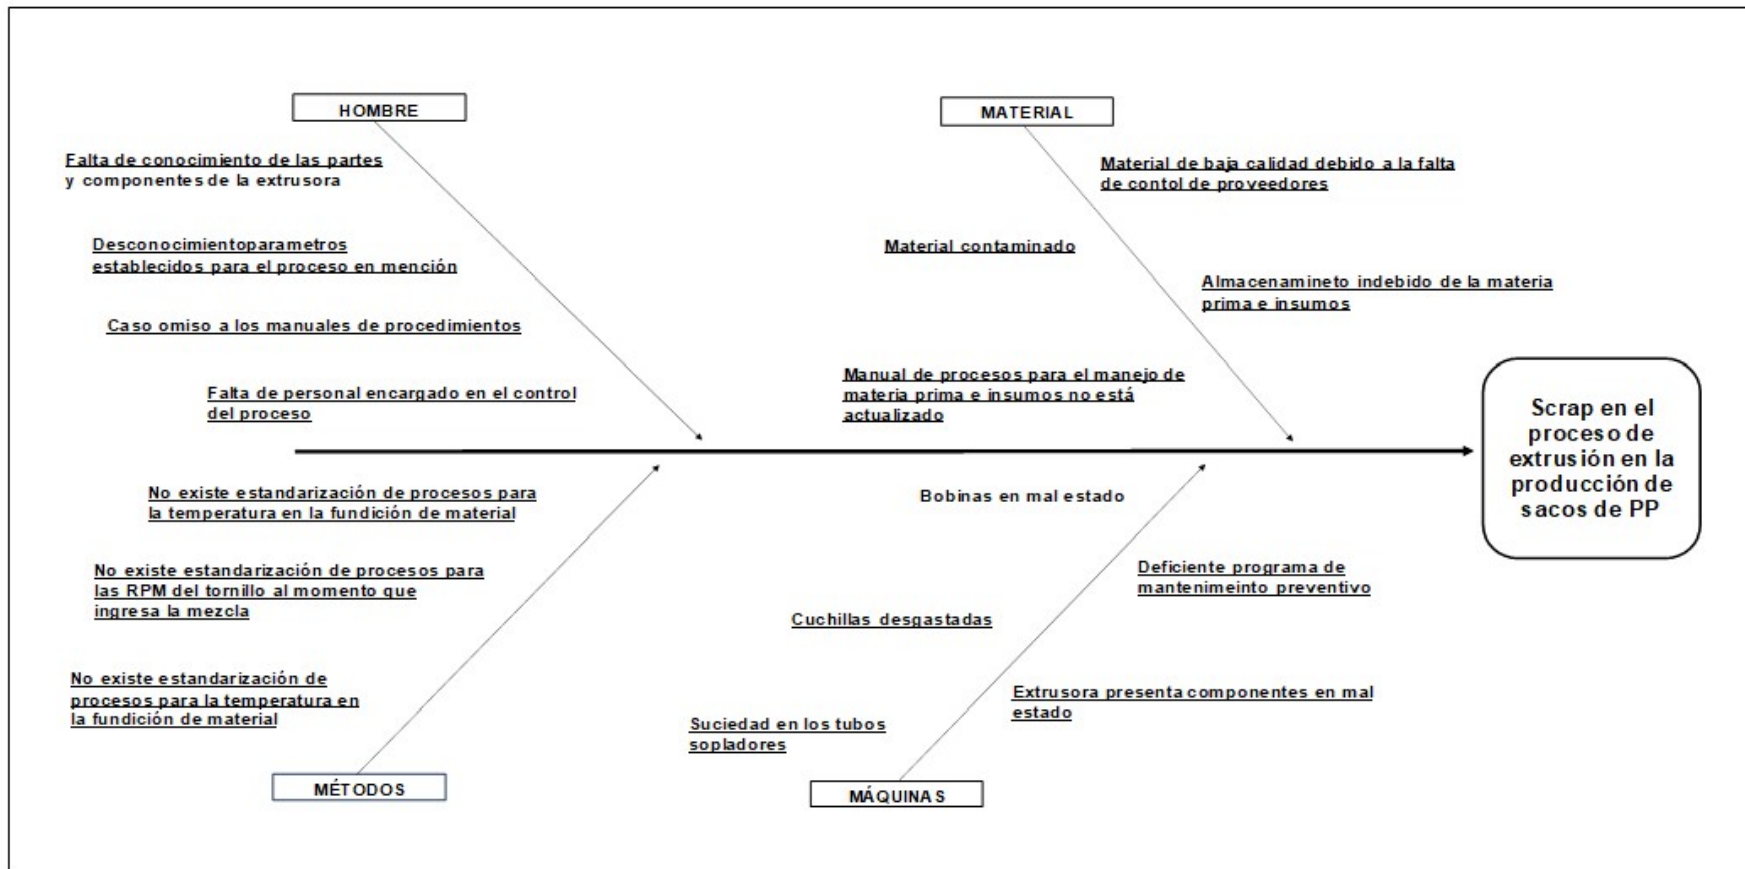 HOMBRE
Falta de conocimiento de las partes
y componentes de la extrusora
Desconocimientoparametros
establecidos para el proceso en mención
Caso omiso a los manuales de procedimientos
Falta de personal encargado en el control
del proceso
MATERIAL
Material de baja calidad debido a la falta
de contol de proveedores
Material contaminado
Almacenamineto indebido de la materia
prima e insumos
Manual de procesos para el manejo de
materia prima e insumos no está
actualizado
Scrap en el
proceso de
extrusión en la
producción de
sacos de PP
No existe estandarización de procesos para
la temperatura en la fundición de material
No existe estandarización de procesos para
las RPM del tornillo al momento que
ingresa la mezcla
No existe estandarización de
procesos para la temperatura en
la fundición de material
MÉTODOS
Bobinas en mal estado
Deficiente programa de
mantenimeinto preventivo
Cuchillas desgastadas
Extrusora presenta componentes en mal
estado
Suciedad en los tubos
sopladores
MÁQUINAS